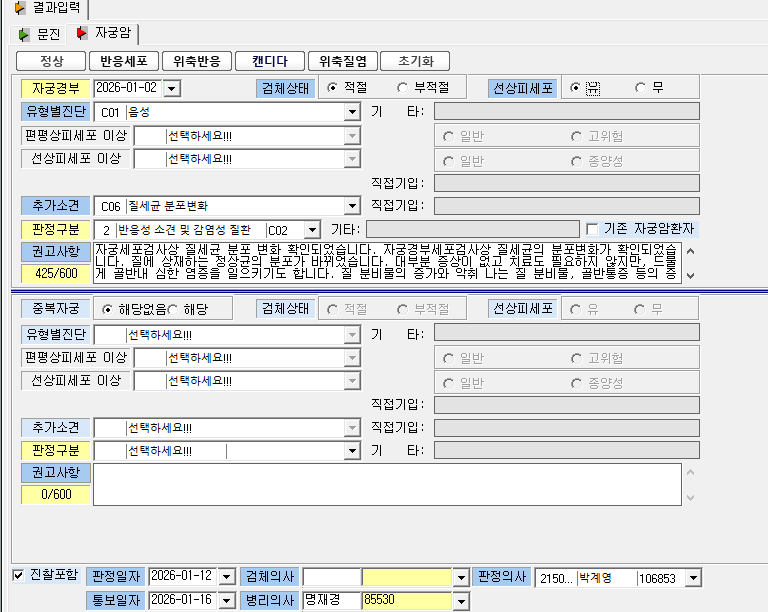 결과입력
문진 자궁암
정상 반응세포 위축반응 캔디다 위축질염 초기화
자궁경부 2026-01-02 검체상태 적절 부적절 선상피세포 유 무
유형별진단 C01 음성 기 타:
편평상피세포 이상 선택하세요!!! 일반 고위험
선상피세포 이상 선택하세요!!! 일반 종양성
직접기입:
추가소견 C06 질세균 분포변화 직접기입:
판정구분 2 반응성 소견 및 감염성 질환 C02 기타: 기존 자궁암환자
권고사항 자궁세포검사상 질세균 분포 변화 확인되었습니다. 자궁경부세포검사상 질세균의 분포변화가 확인되었습
니다. 질에 상재하는 정상균의 분포가 바뀌었습니다. 대부분 증상이 없고 치료도 필요하지 않지만, 드물
425/600 게 골반내 심한 염증을 일으키기도 합니다. 질 분비물의 증가와 악취 나는 질 분비물, 골반통증 등의 증
중복자궁 해당없음 해당 검체상태 적절 부적절 선상피세포 유 무
유형별진단 선택하세요!!! 기 타:
편평상피세포 이상 선택하세요!!! 일반 고위험
선상피세포 이상 선택하세요!!! 일반 종양성
직접기입:
추가소견 선택하세요!!! 직접기입:
판정구분 선택하세요!!! 기 타:
권고사항
0/600
진찰포함 판정일자 2026-01-12 검체의사 판정의사 2150... 박계영 106853
통보일자 2026-01-16 병리의사 명재경 85530